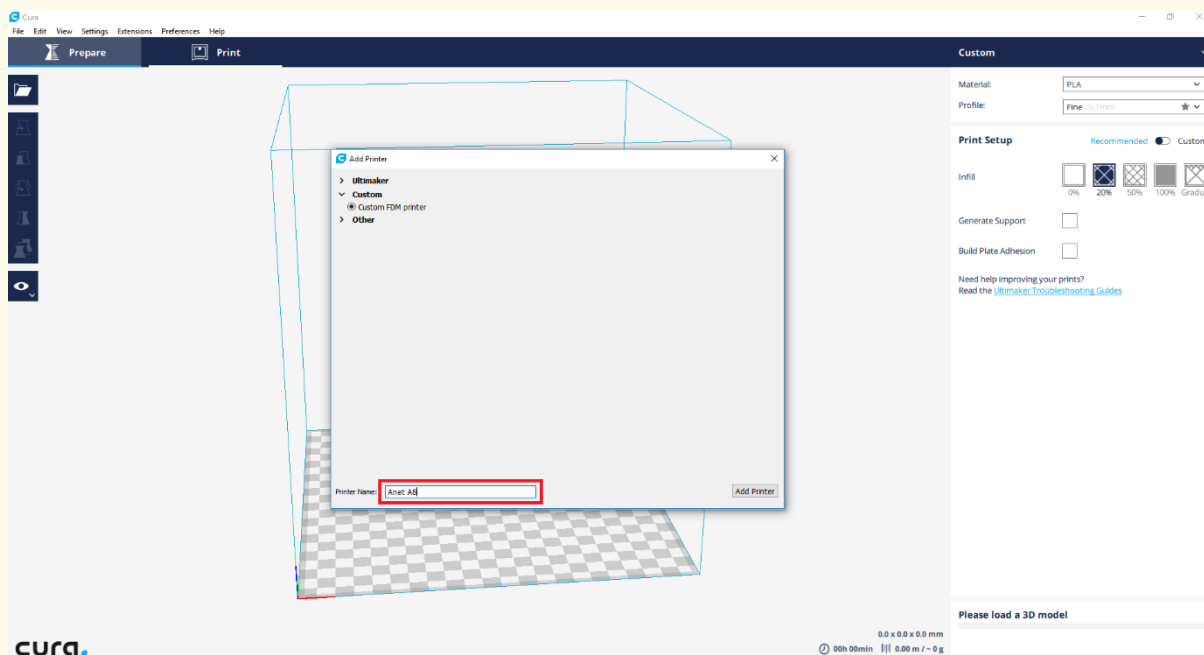 Cura
File Edit View Settings Extensions Preferences Help
Prepare Print Custom
Material: PLA
Profile: Fine - 0.1mm
Print Setup Recommended Custom
Infill
0% 20% 50% 100% Gradu
Generate Support
Build Plate Adhesion
Need help improving your prints?
Read the Ultimaker Troubleshooting Guides
Add Printer
Ultimaker
Custom
Custom FDM printer
Other
Printer Name: Anet A8 Add Printer
Please load a 3D model
0.0 x 0.0 x 0.0 mm
00h 00min 0.00 m / ~ 0 g
cura.